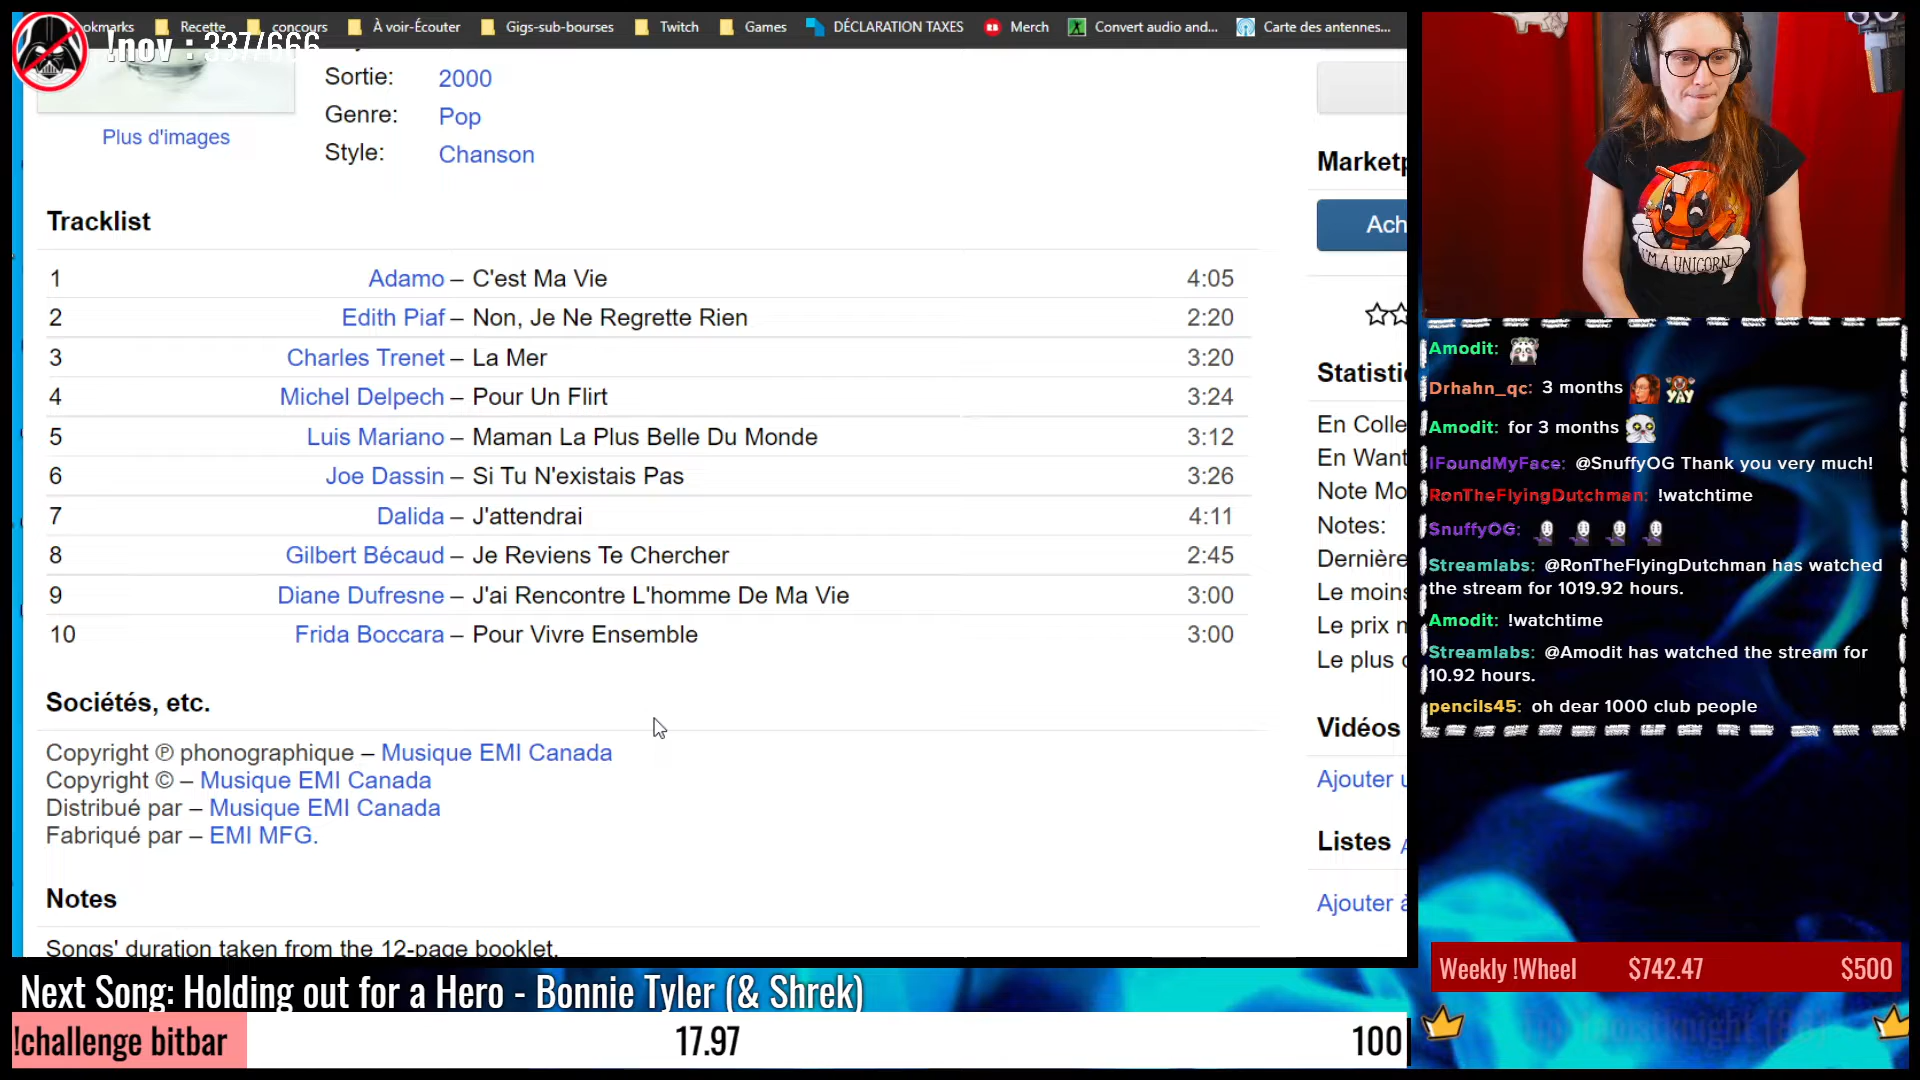 okmarks Recette concours À voir-Écouter Gigs-sub-bourses Twitch Games DÉCLARATION TAXES Merch Convert audio and... Carte des antennes...
!nov : 337/666
Sortie: 2000
Genre: Pop
Style: Chanson
Plus d'images
Tracklist
1 Adamo – C'est Ma Vie 4:05
2 Edith Piaf – Non, Je Ne Regrette Rien 2:20
3 Charles Trenet – La Mer 3:20
4 Michel Delpech – Pour Un Flirt 3:24
5 Luis Mariano – Maman La Plus Belle Du Monde 3:12
6 Joe Dassin – Si Tu N'existais Pas 3:26
7 Dalida – J'attendrai 4:11
8 Gilbert Bécaud – Je Reviens Te Chercher 2:45
9 Diane Dufresne – J'ai Rencontre L'homme De Ma Vie 3:00
10 Frida Boccara – Pour Vivre Ensemble 3:00
Sociétés, etc.
Copyright ℗ phonographique – Musique EMI Canada
Copyright © – Musique EMI Canada
Distribué par – Musique EMI Canada
Fabriqué par – EMI MFG.
Notes
Songs' duration taken from the 12-page booklet.
Marketp
Ach
Statisti
En Colle
En Want
Note Mo
Notes:
Dernière
Le moins
Le prix m
Le plus c
Vidéos
Ajouter u
Listes A
Ajouter à
I'M A UNICORN
Amodit:
Drhahn_qc: 3 months YAY
Amodit: for 3 months
IFoundMyFace: @SnuffyOG Thank you very much!
RonTheFlyingDutchman: !watchtime
SnuffyOG:
Streamlabs: @RonTheFlyingDutchman has watched
the stream for 1019.92 hours.
Amodit: !watchtime
Streamlabs: @Amodit has watched the stream for
10.92 hours.
pencils45: oh dear 1000 club people
Weekly !Wheel $742.47 $500
Next Song: Holding out for a Hero - Bonnie Tyler (& Shrek)
!challenge bitbar 17.97 100